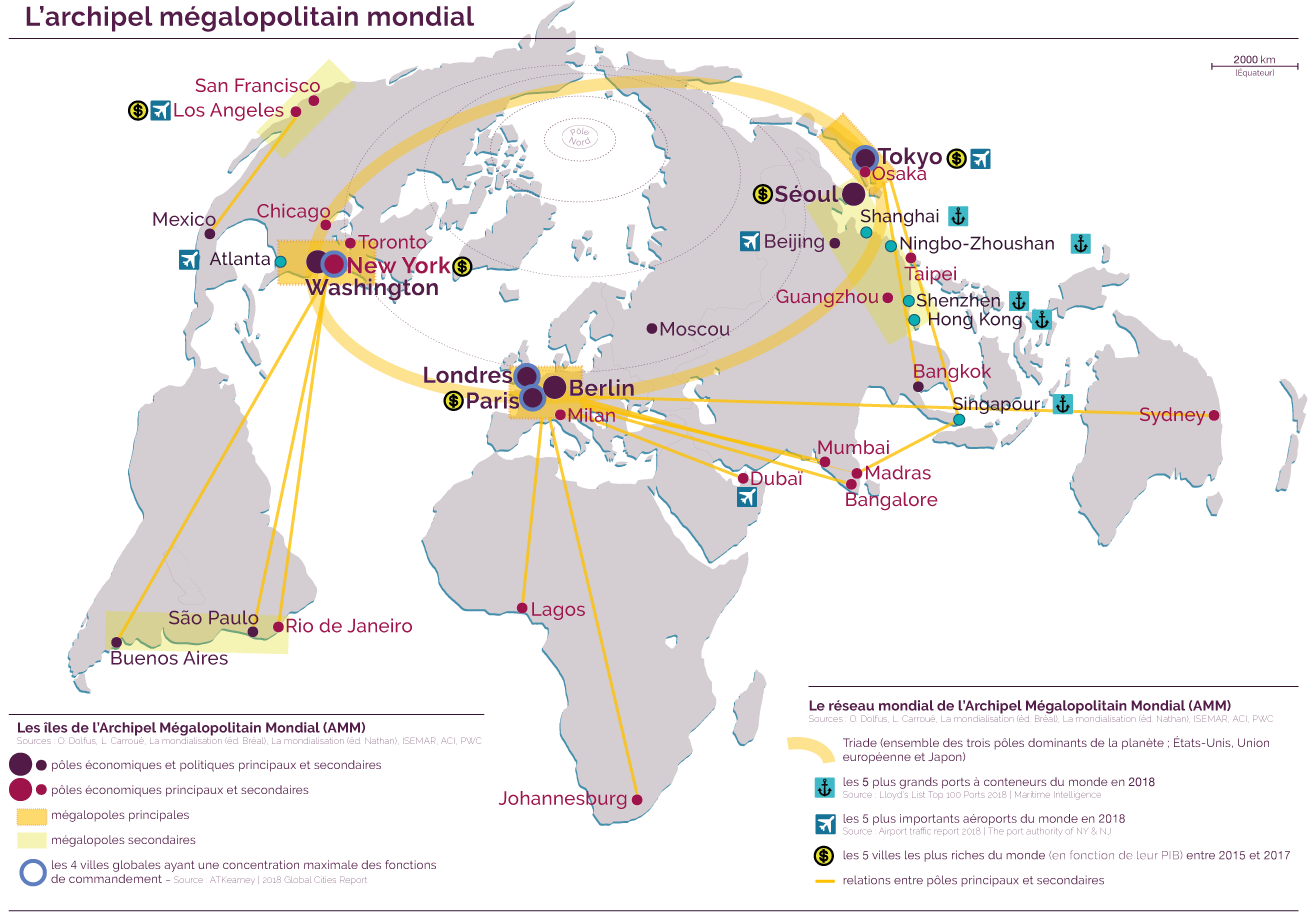 L'archipel mégalopolitain mondial
2000 km
(Équateur)
Pôle
Nord
San Francisco
Los Angeles
Mexico
Chicago
Toronto
Atlanta
New York
Washington
Tokyo
Osaka
Séoul
Shanghai
Beijing
Ningbo-Zhoushan
Taipei
Guangzhou
Shenzhen
Hong Kong
Moscou
Londres
Berlin
Paris
Milan
Bangkok
Singapour
Sydney
Mumbai
Madras
Dubaï
Bangalore
Lagos
São Paulo
Rio de Janeiro
Buenos Aires
Johannesburg
Les îles de l'Archipel Mégalopolitain Mondial (AMM)
Sources : O. Dolfus, L. Carroué, La mondialisation (éd. Bréal), La mondialisation (éd. Nathan), ISEMAR, ACI, PWC
pôles économiques et politiques principaux et secondaires
pôles économiques principaux et secondaires
mégalopoles principales
mégalopoles secondaires
les 4 villes globales ayant une concentration maximale des fonctions
de commandement – Source : ATKearney | 2018 Global Cities Report
Le réseau mondial de l'Archipel Mégalopolitain Mondial (AMM)
Sources : O. Dolfus, L. Carroué, La mondialisation (éd. Bréal), La mondialisation (éd. Nathan), ISEMAR, ACI, PWC
Triade (ensemble des trois pôles dominants de la planète ; États-Unis, Union
européenne et Japon)
les 5 plus grands ports à conteneurs du monde en 2018
Source : Lloyd's List Top 100 Ports 2018 | Maritime Intelligence
les 5 plus importants aéroports du monde en 2018
Source : Airport traffic report 2018 | The port authority of NY & NJ
les 5 villes les plus riches du monde (en fonction de leur PIB) entre 2015 et 2017
relations entre pôles principaux et secondaires